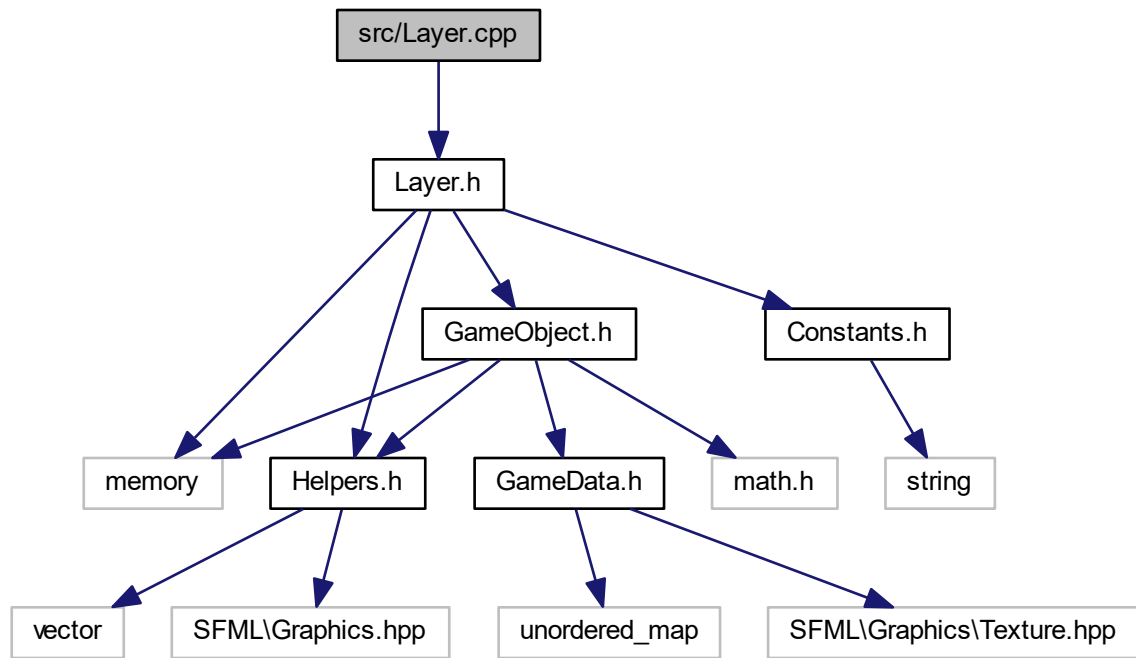 src/Layer.cpp
Layer.h
GameObject.h
Constants.h
memory
Helpers.h
GameData.h
math.h
string
vector
SFML\Graphics.hpp
unordered_map
SFML\Graphics\Texture.hpp